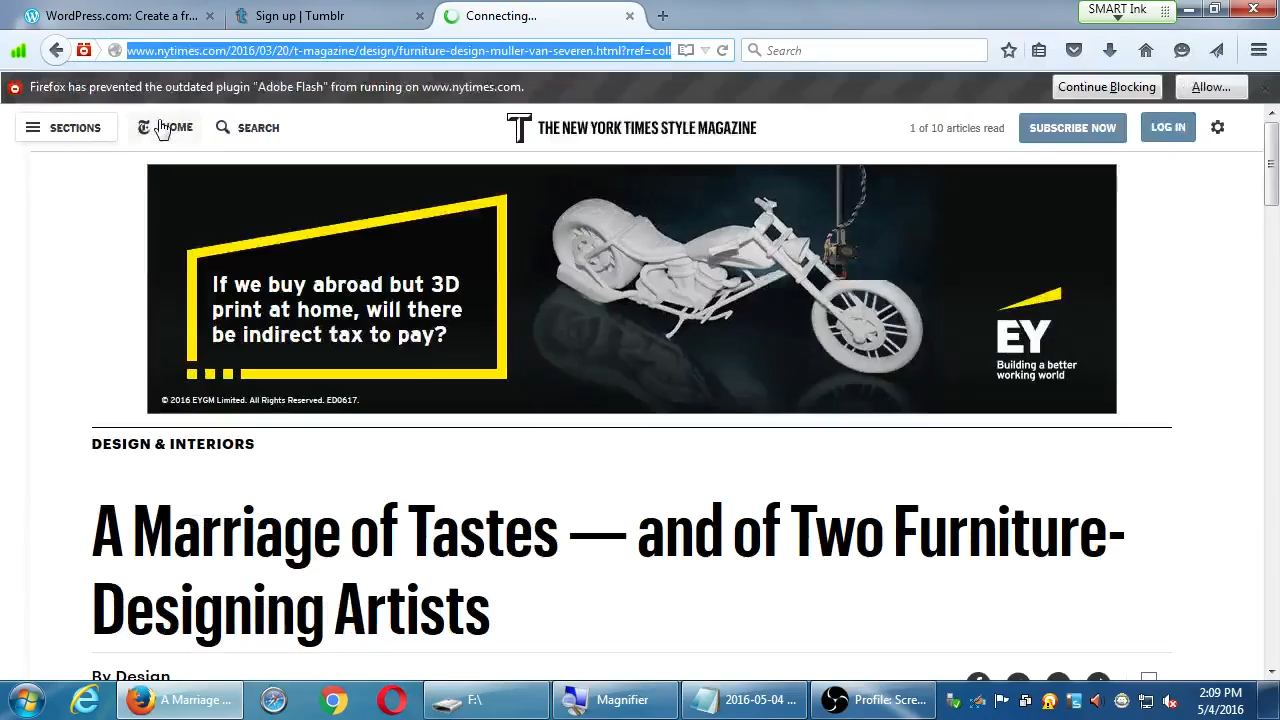 WordPress.com: Create a fr...
Sign up | Tumblr
Connecting...
SMART Ink
www.nytimes.com/2016/03/20/t-magazine/design/furniture-design-muller-van-severen.html?rref=coll
Search
Firefox has prevented the outdated plugin "Adobe Flash" from running on www.nytimes.com.
Continue Blocking
Allow...
SECTIONS
HOME
SEARCH
THE NEW YORK TIMES STYLE MAGAZINE
1 of 10 articles read
SUBSCRIBE NOW
LOG IN
If we buy abroad but 3D
print at home, will there
be indirect tax to pay?
© 2016 EYGM Limited. All Rights Reserved. ED0617.
EY
Building a better
working world
DESIGN & INTERIORS
A Marriage of Tastes — and of Two Furniture-
Designing Artists
By Design
A Marriage ...
F:\
Magnifier
2016-05-04 ...
Profile: Scre...
2:09 PM
5/4/2016